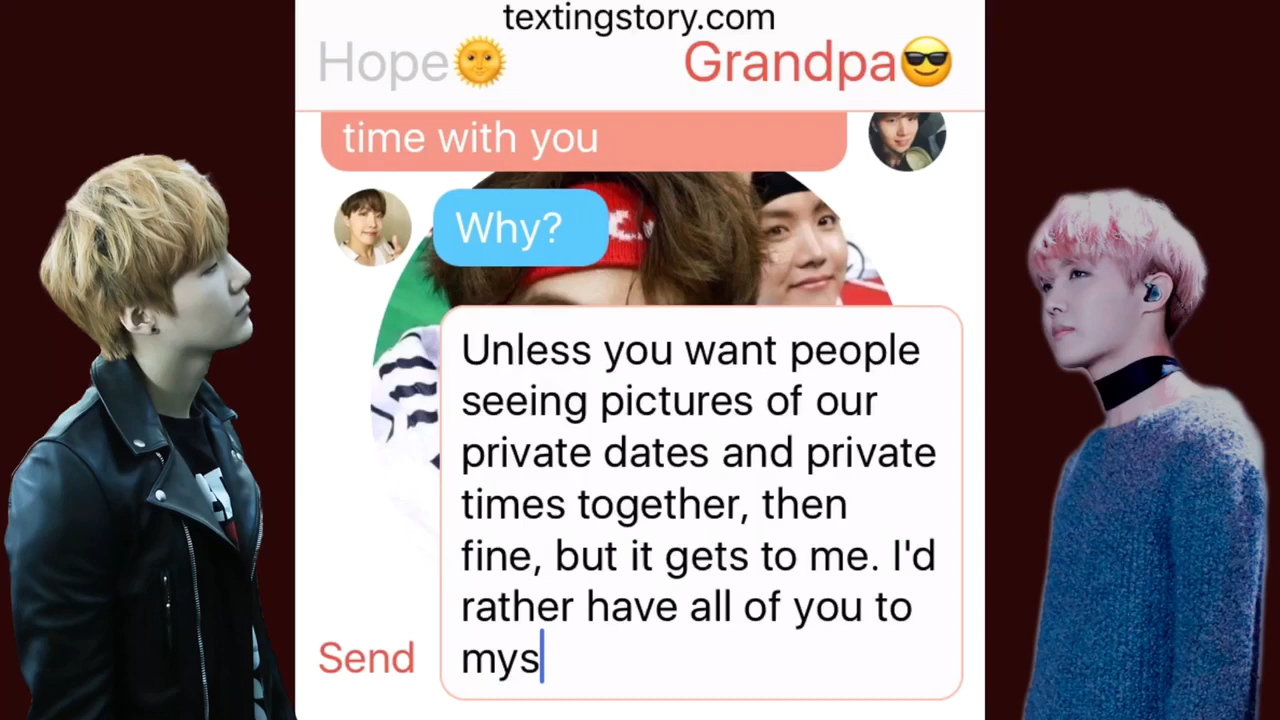 textingstory.com
Hope🌞 Grandpa😎
time with you
Why?
Unless you want people
seeing pictures of our
private dates and private
times together, then
fine, but it gets to me. I'd
rather have all of you to
mys
Send